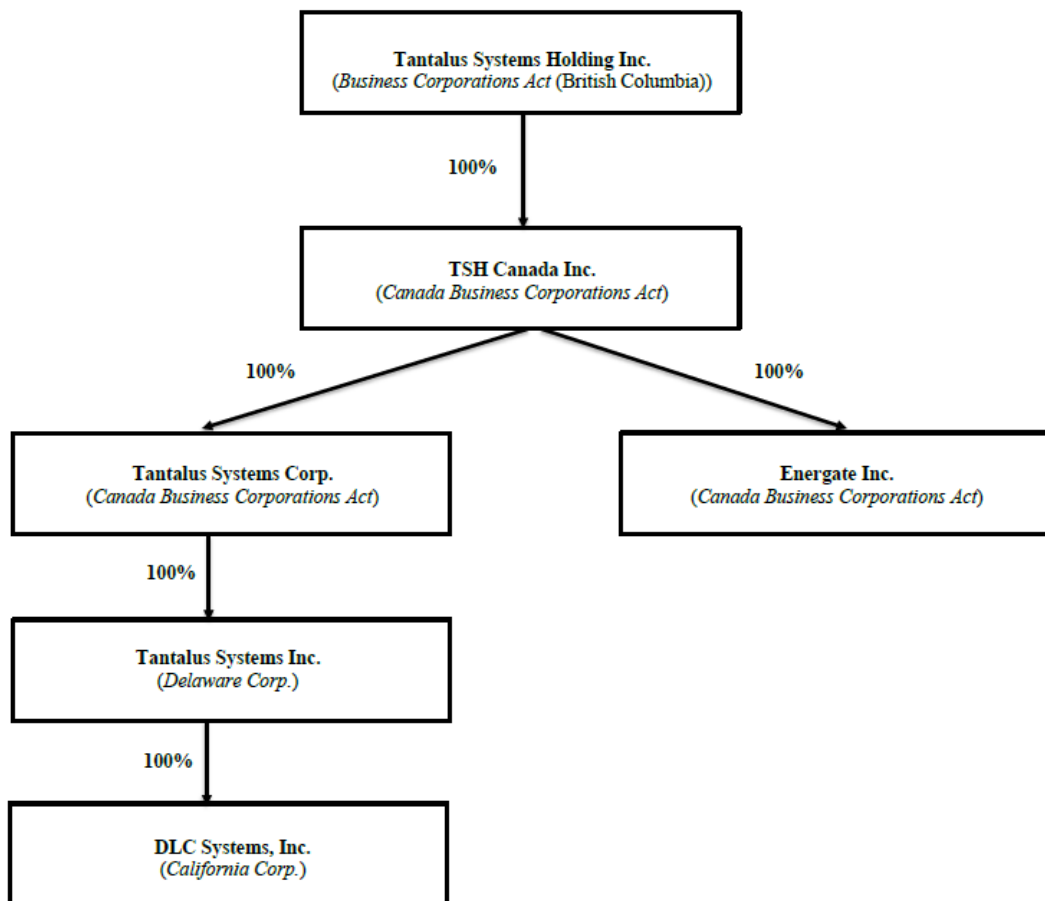 Tantalus Systems Holding Inc.
(Business Corporations Act (British Columbia))
100%
TSH Canada Inc.
(Canada Business Corporations Act)
100%
100%
Tantalus Systems Corp.
(Canada Business Corporations Act)
Energate Inc.
(Canada Business Corporations Act)
100%
Tantalus Systems Inc.
(Delaware Corp.)
100%
DLC Systems, Inc.
(California Corp.)